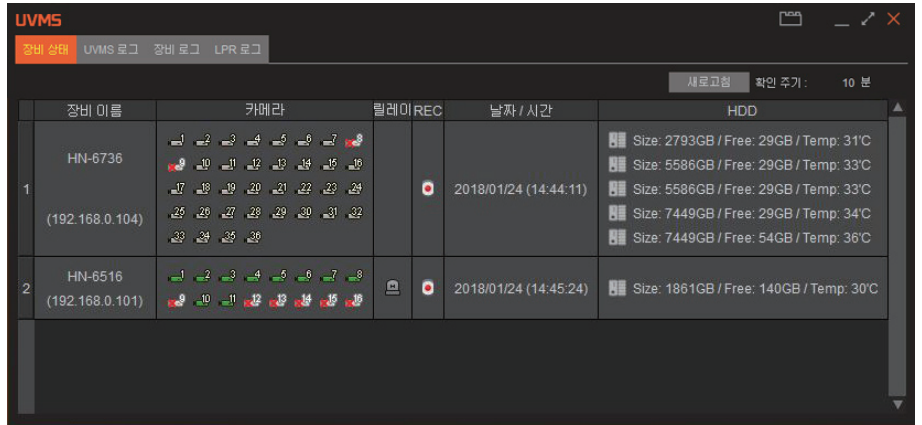 UVMS
장비 상태 UVMS 로그 장비 로그 LPR 로그
새로고침 확인 주기 : 10 분
장비 이름 카메라 릴레이 REC 날짜 / 시간 HDD
1 2 3 4 5 6 7 8
Size: 2793GB / Free: 29GB / Temp: 31'C
HN-6736
9 10 11 12 13 14 15 16
Size: 5586GB / Free: 29GB / Temp: 33'C
1
17 18 19 20 21 22 23 24
2018/01/24 (14:44:11)
Size: 5586GB / Free: 29GB / Temp: 33'C
(192.168.0.104)
25 26 27 28 29 30 31 32
Size: 7449GB / Free: 29GB / Temp: 34'C
33 34 35 36
Size: 7449GB / Free: 54GB / Temp: 36'C
2
HN-6516
1 2 3 4 5 6 7 8
(192.168.0.101)
9 10 11 12 13 14 15 16
2018/01/24 (14:45:24)
Size: 1861GB / Free: 140GB / Temp: 30'C